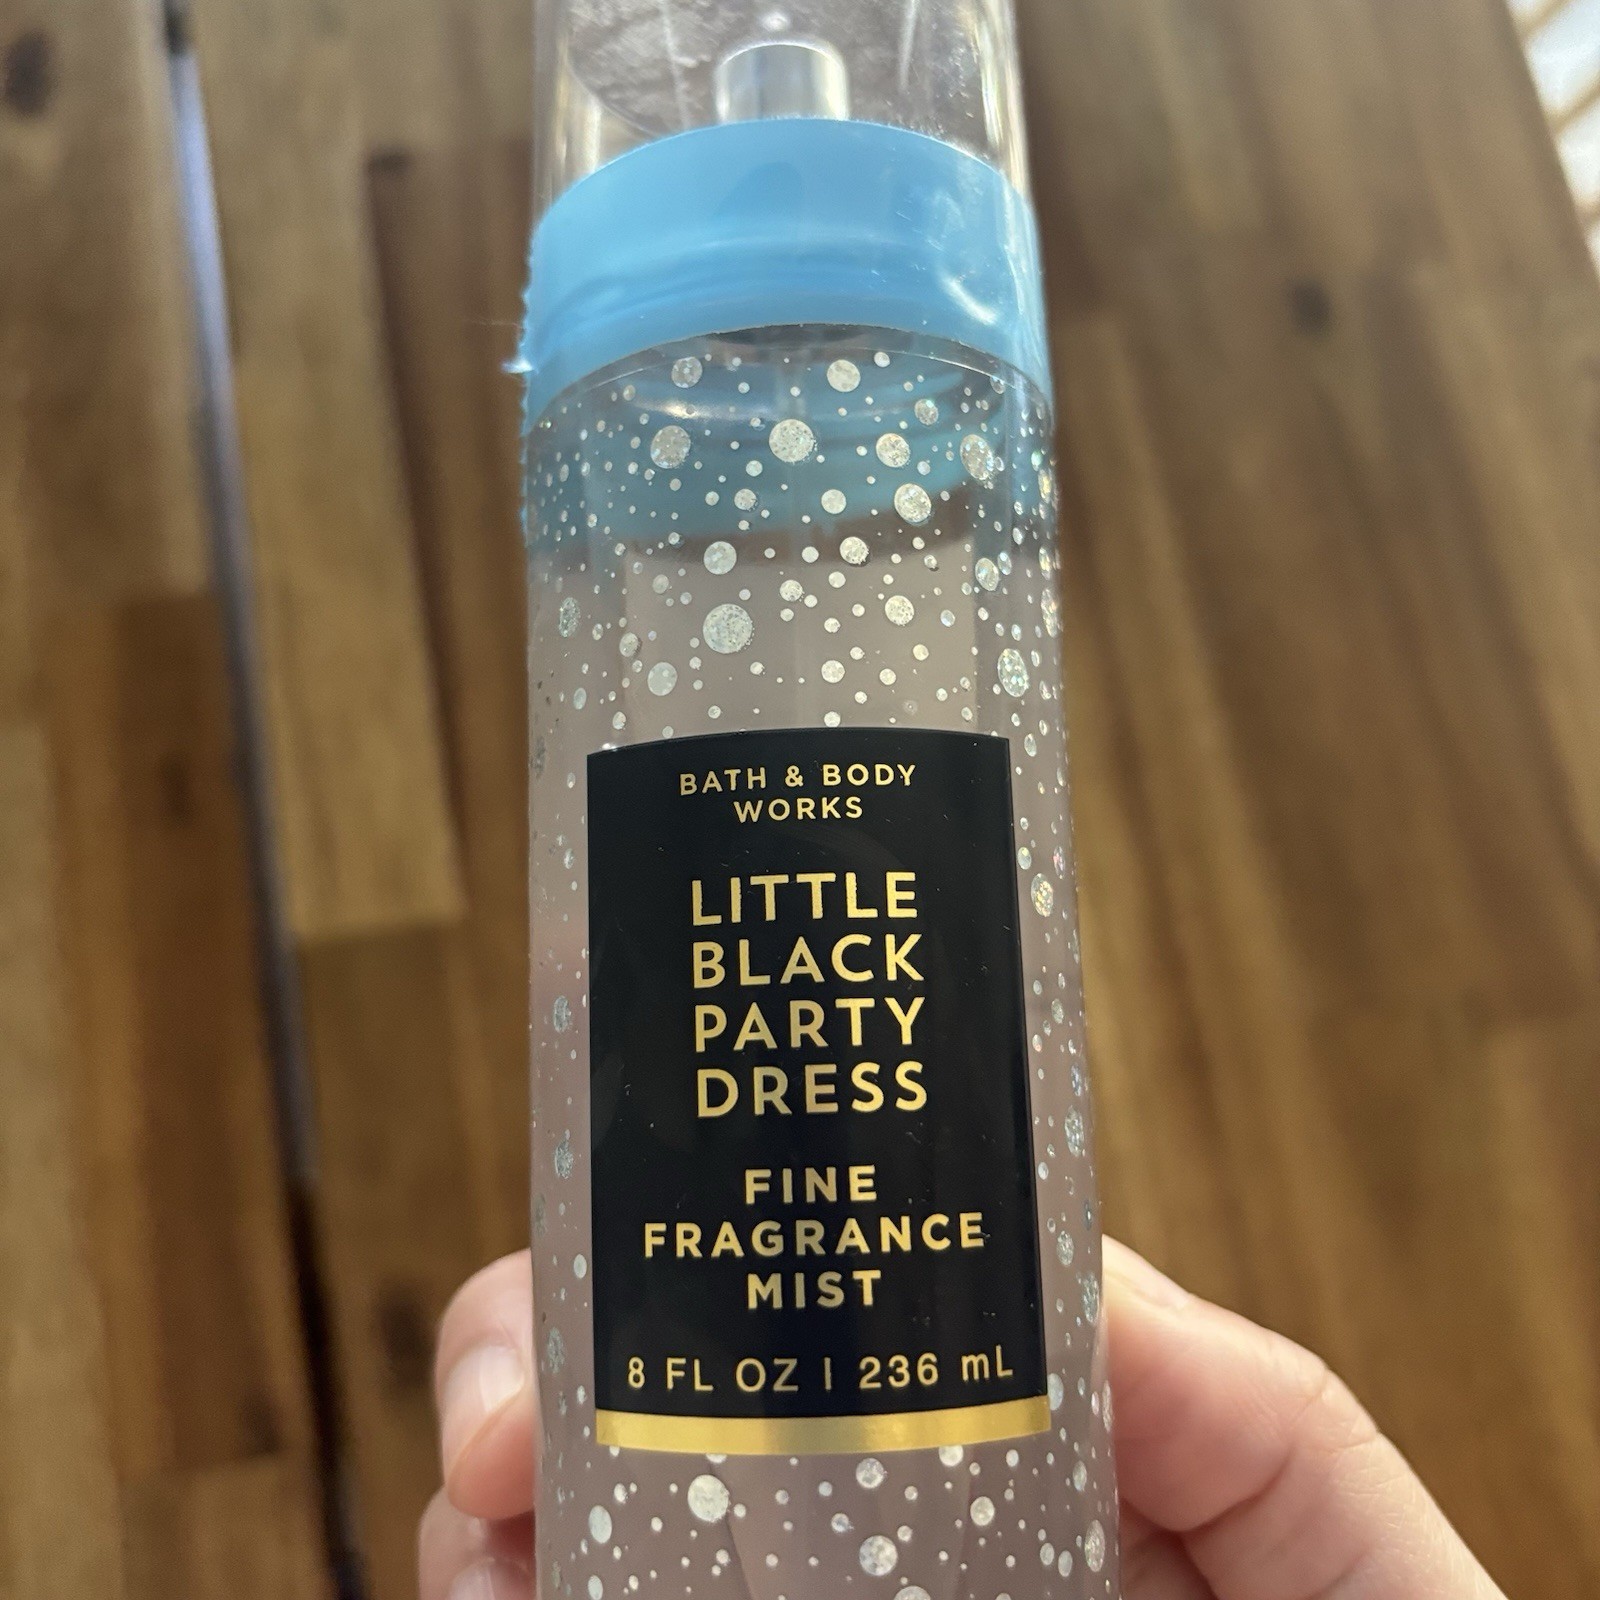 BATH & BODY
WORKS
LITTLE
BLACK
PARTY
DRESS
FINE
FRAGRANCE
MIST
8 FL OZ | 236 mL